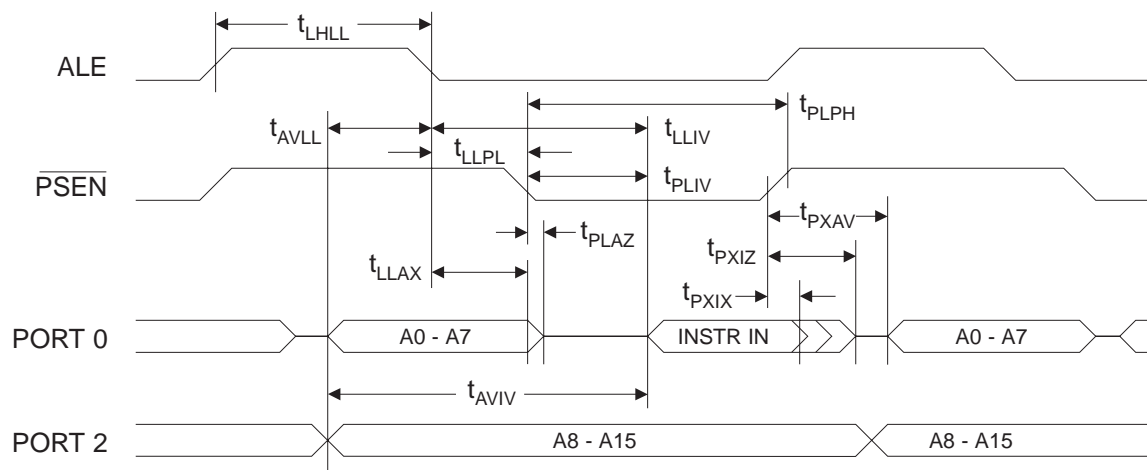 tLHLL
ALE
tPLPH
tAVLL
tLLIV
tLLPL
PSEN
tPLIV
tPXAV
tPLAZ
tPXIZ
tLLAX
tPXIX
PORT 0
A0 - A7
INSTR IN
A0 - A7
tAVIV
PORT 2
A8 - A15
A8 - A15